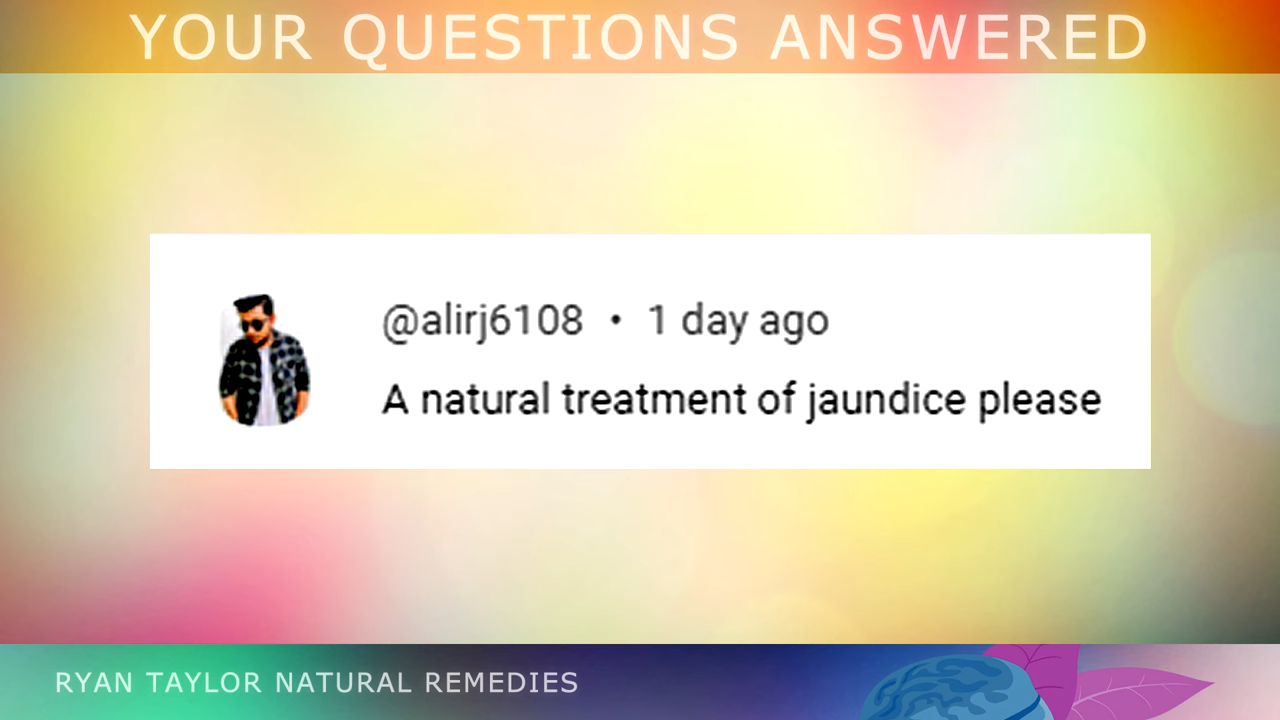 YOUR QUESTIONS ANSWERED
@alirj6108 • 1 day ago
A natural treatment of jaundice please
RYAN TAYLOR NATURAL REMEDIES